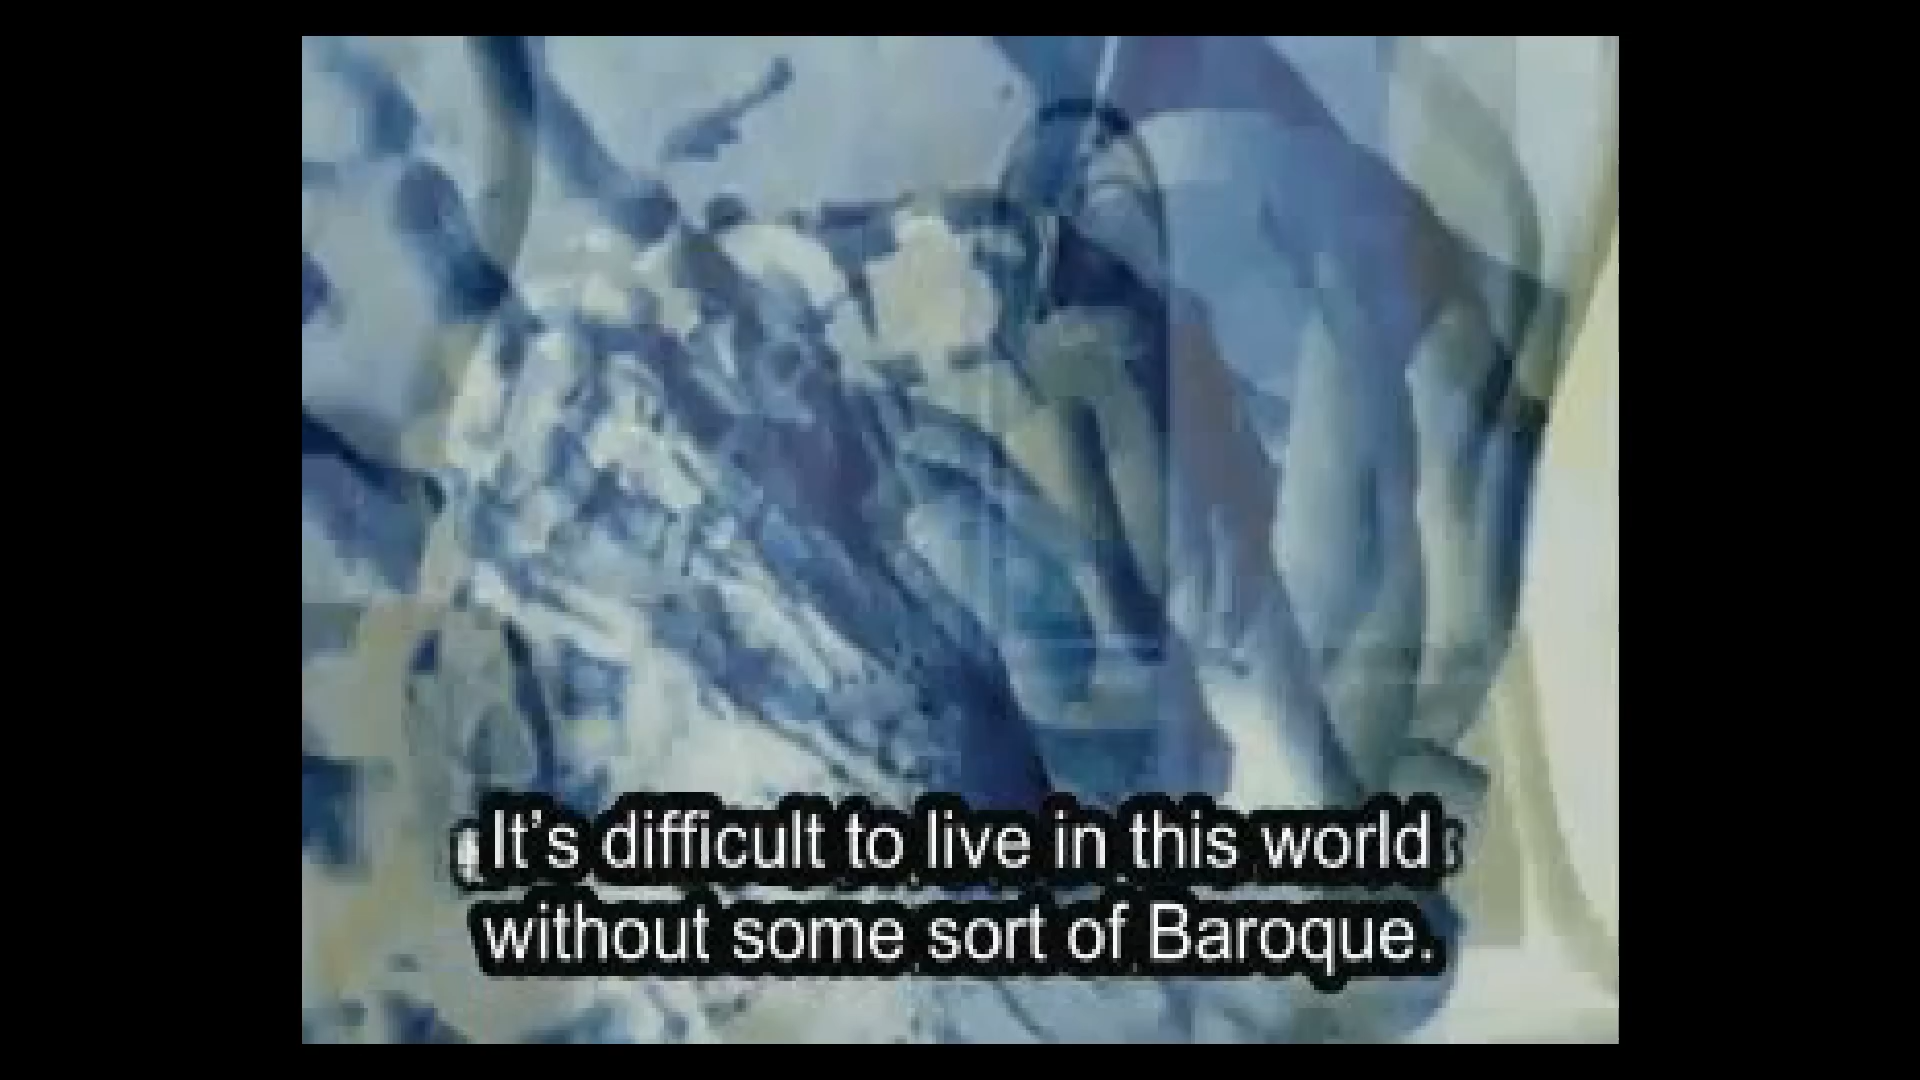 It’s difficult to live in this world
without some sort of Baroque.